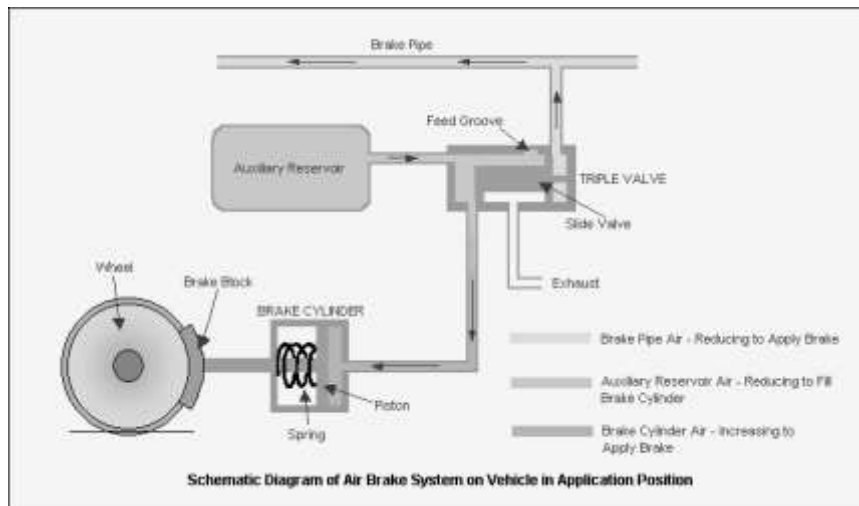 Brake Pipe
Feed Groove
Auxiliary Reservoir
TRIPLE VALVE
Slide Valve
Wheel
Brake Block
Exhaust
BRAKE CYLINDER
Brake Pipe Air - Reducing to Apply Brake
Auxiliary Reservoir Air - Reducing to Fill
Brake Cylinder
Piston
Spring
Brake Cylinder Air - Increasing to
Apply Brake
Schematic Diagram of Air Brake System on Vehicle in Application Position